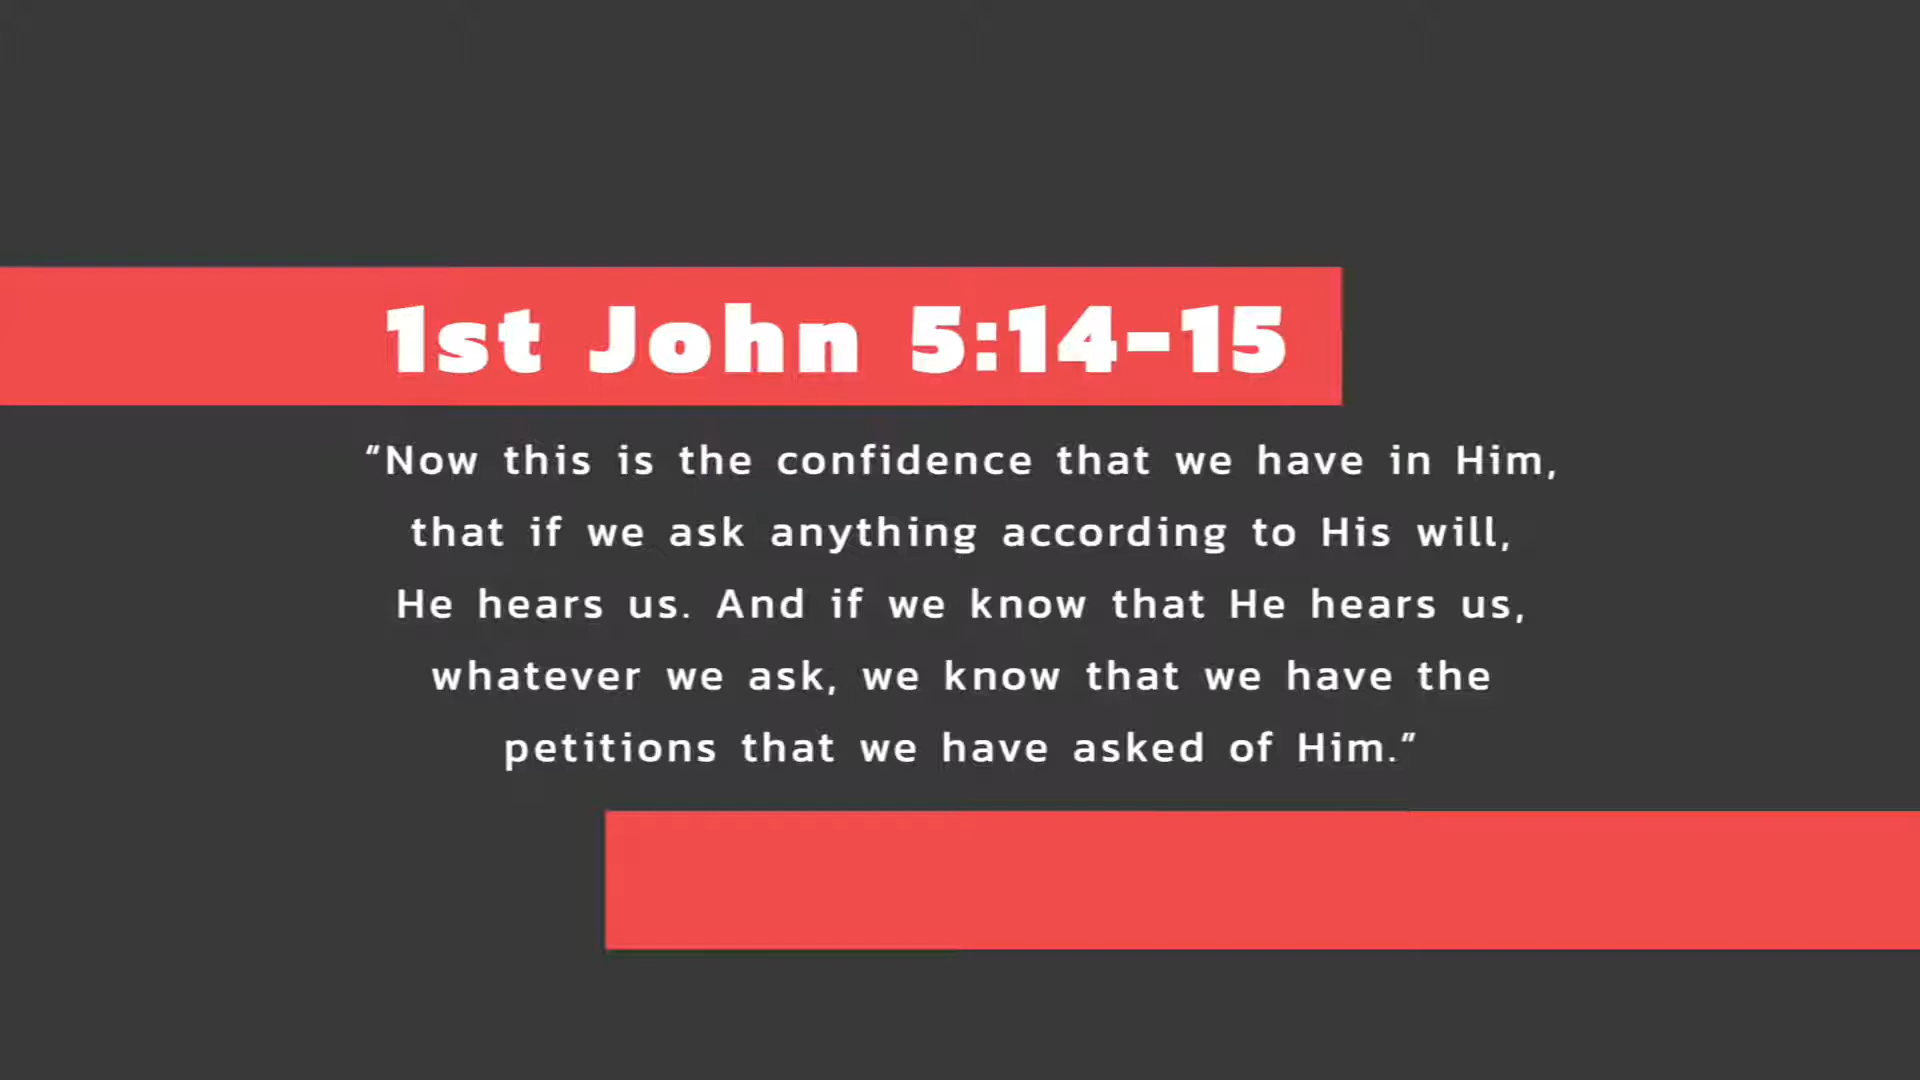 1st John 5:14-15
"Now this is the confidence that we have in Him,
that if we ask anything according to His will,
He hears us. And if we know that He hears us,
whatever we ask, we know that we have the
petitions that we have asked of Him."